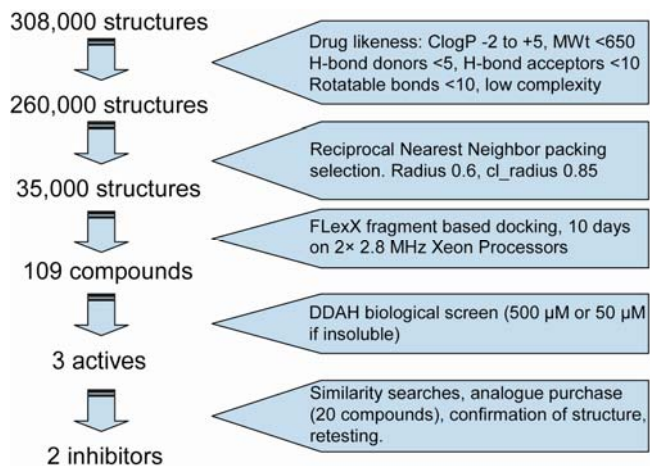 308,000 structures
Drug likeness: ClogP -2 to +5, MWt <650
H-bond donors <5, H-bond acceptors <10
Rotatable bonds <10, low complexity
260,000 structures
Reciprocal Nearest Neighbor packing
selection. Radius 0.6, cl_radius 0.85
35,000 structures
FLexX fragment based docking, 10 days
on 2× 2.8 MHz Xeon Processors
109 compounds
DDAH biological screen (500 µM or 50 µM
if insoluble)
3 actives
Similarity searches, analogue purchase
(20 compounds), confirmation of structure,
retesting.
2 inhibitors